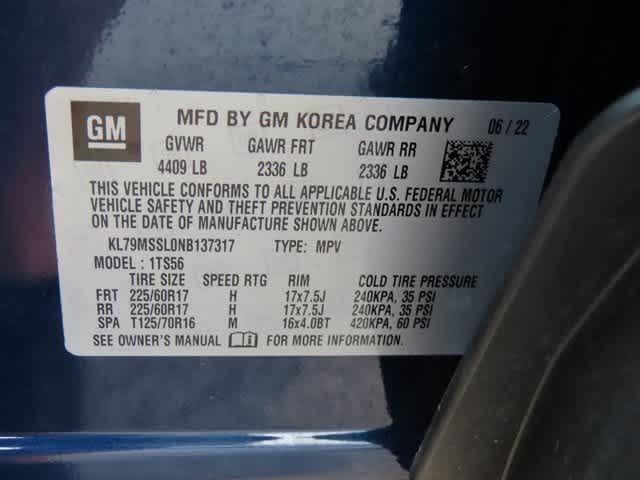 GM
MFD BY GM KOREA COMPANY 06 / 22
GVWR GAWR FRT GAWR RR
4409 LB 2336 LB 2336 LB
THIS VEHICLE CONFORMS TO ALL APPLICABLE U.S. FEDERAL MOTOR
VEHICLE SAFETY AND THEFT PREVENTION STANDARDS IN EFFECT
ON THE DATE OF MANUFACTURE SHOWN ABOVE.
KL79MSSL0NB137317 TYPE: MPV
MODEL : 1TS56
TIRE SIZE SPEED RTG RIM COLD TIRE PRESSURE
FRT 225/60R17 H 17x7.5J 240KPA, 35 PSI
RR 225/60R17 H 17x7.5J 240KPA, 35 PSI
SPA T125/70R16 M 16x4.0BT 420KPA, 60 PSI
SEE OWNER'S MANUAL FOR MORE INFORMATION